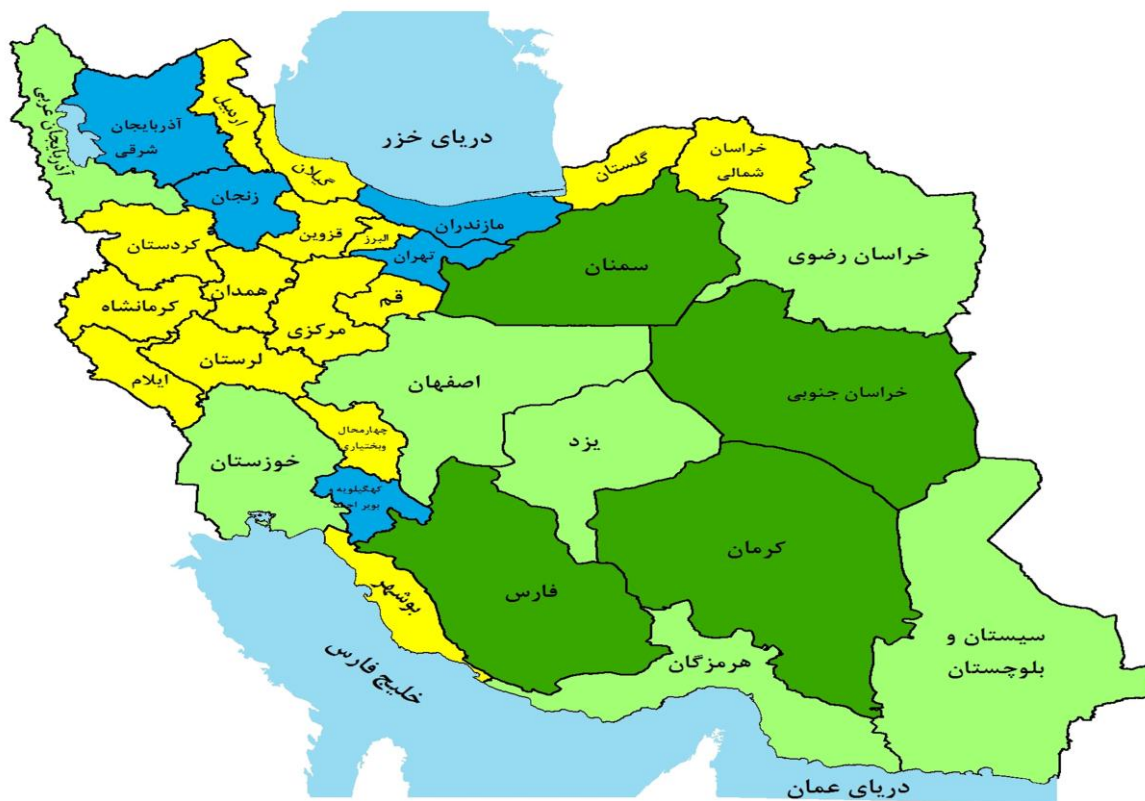 دریای خزر
آذربایجان
شرقی
آذربایجان غربی
اردبیل
گیلان
زنجان
مازندران
گلستان
خراسان
شمالی
کردستان
قزوین
البرز
تهران
سمنان
خراسان رضوی
کرمانشاه
همدان
مرکزی
قم
ایلام
لرستان
اصفهان
خراسان جنوبی
چهارمحال
وبختیاری
خوزستان
یزد
کهگیلویه و
بویر
کرمان
فارس
بوشهر
هرمزگان
سیستان و
بلوچستان
خلیج فارس
دریای عمان